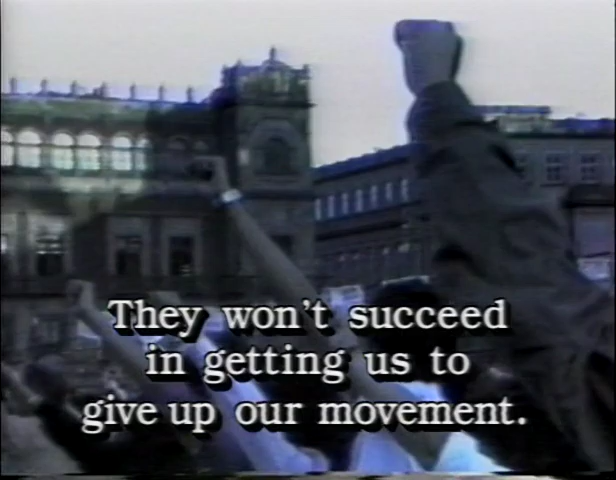 They won't succeed
in getting us to
give up our movement.